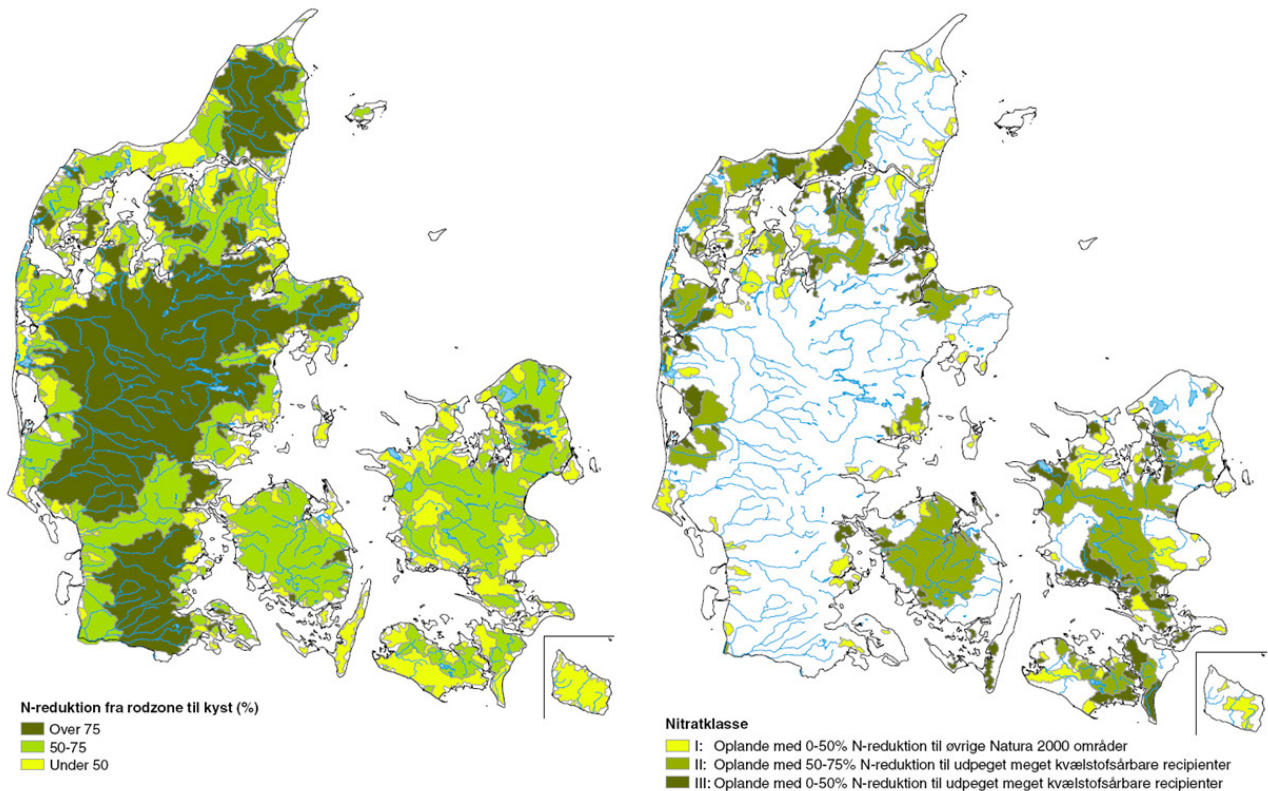 N-reduktion fra rodzone til kyst (%)
Over 75
50-75
Under 50
Nitratklasse
I: Oplande med 0-50% N-reduktion til øvrige Natura 2000 områder
II: Oplande med 50-75% N-reduktion til udpeget meget kvælstofsårbare recipienter
III: Oplande med 0-50% N-reduktion til udpeget meget kvælstofsårbare recipienter